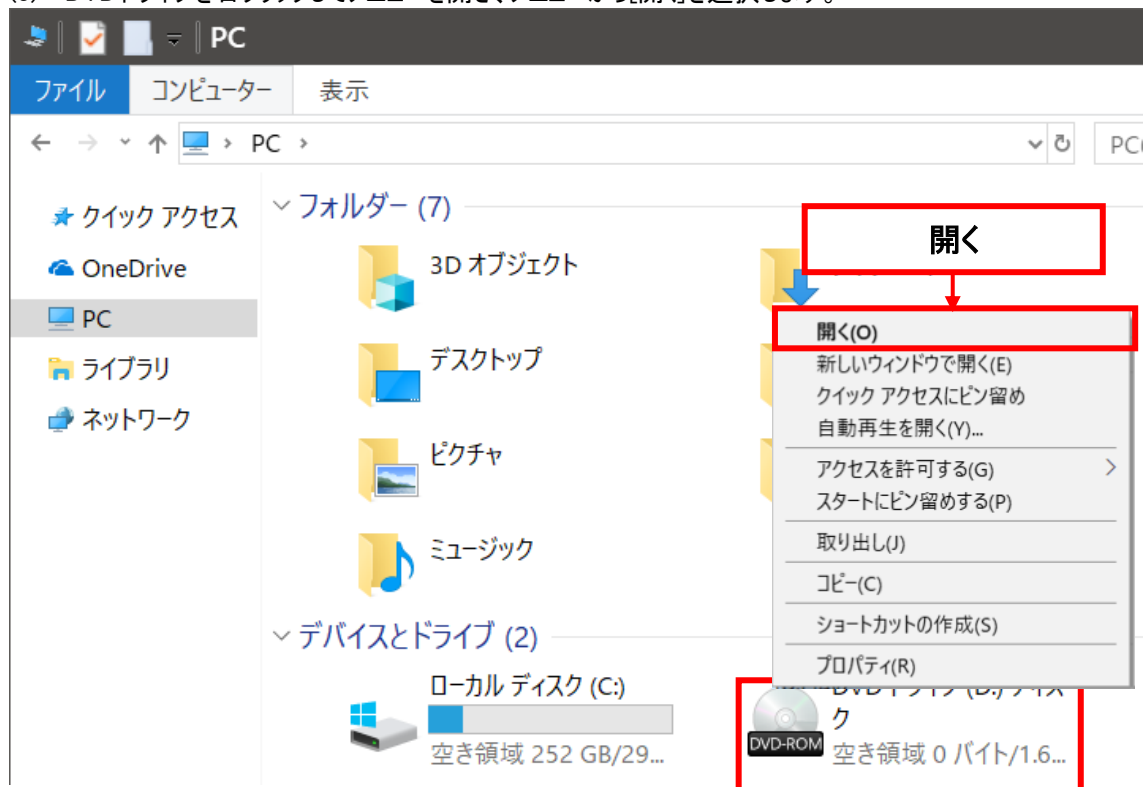 PC
ファイル コンピューター 表示
PC
クイック アクセス
OneDrive
PC
ライブラリ
ネットワーク
フォルダー (7)
3D オブジェクト
デスクトップ
ピクチャ
ミュージック
開く
開く(O)
新しいウィンドウで開く(E)
クイック アクセスにピン留め
自動再生を開く(Y)...
アクセスを許可する(G)
スタートにピン留めする(P)
取り出し(J)
コピー(C)
ショートカットの作成(S)
プロパティ(R)
デバイスとドライブ (2)
ローカル ディスク (C:)
空き領域 252 GB/29...
DVD ドライブ (D:) ディス
ク
DVD-ROM
空き領域 0 バイト/1.6...